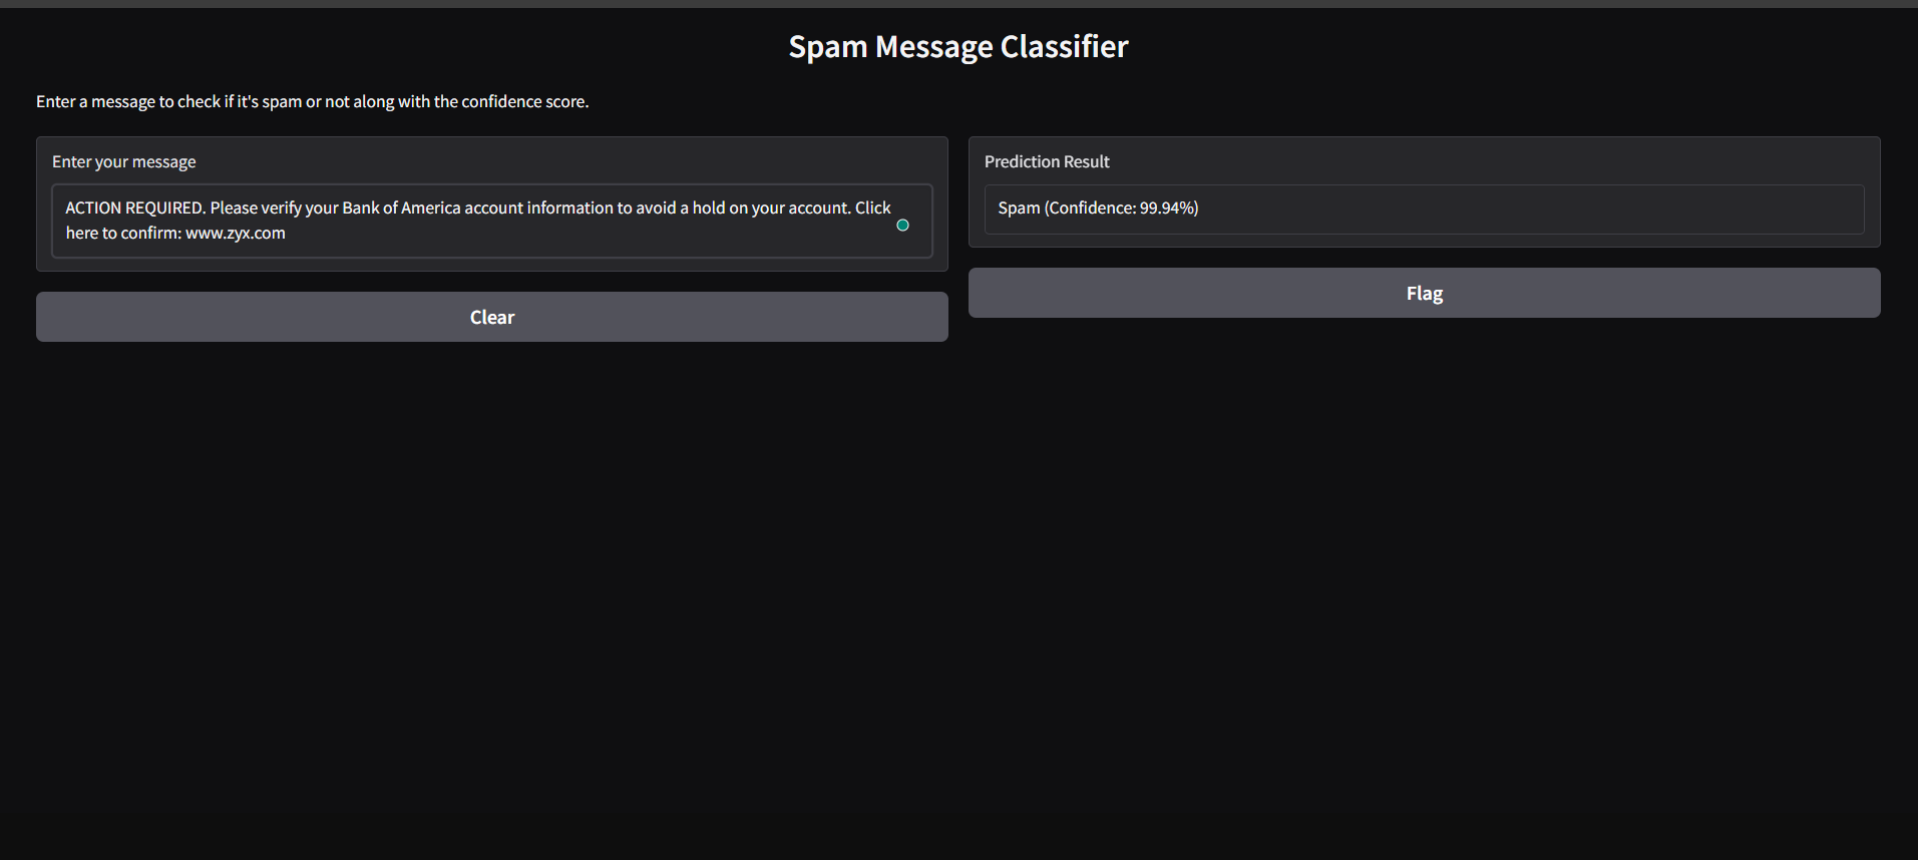 Spam Message Classifier
Enter a message to check if it's spam or not along with the confidence score.
Enter your message
ACTION REQUIRED. Please verify your Bank of America account information to avoid a hold on your account. Click
here to confirm: www.zyx.com
Clear
Prediction Result
Spam (Confidence: 99.94%)
Flag